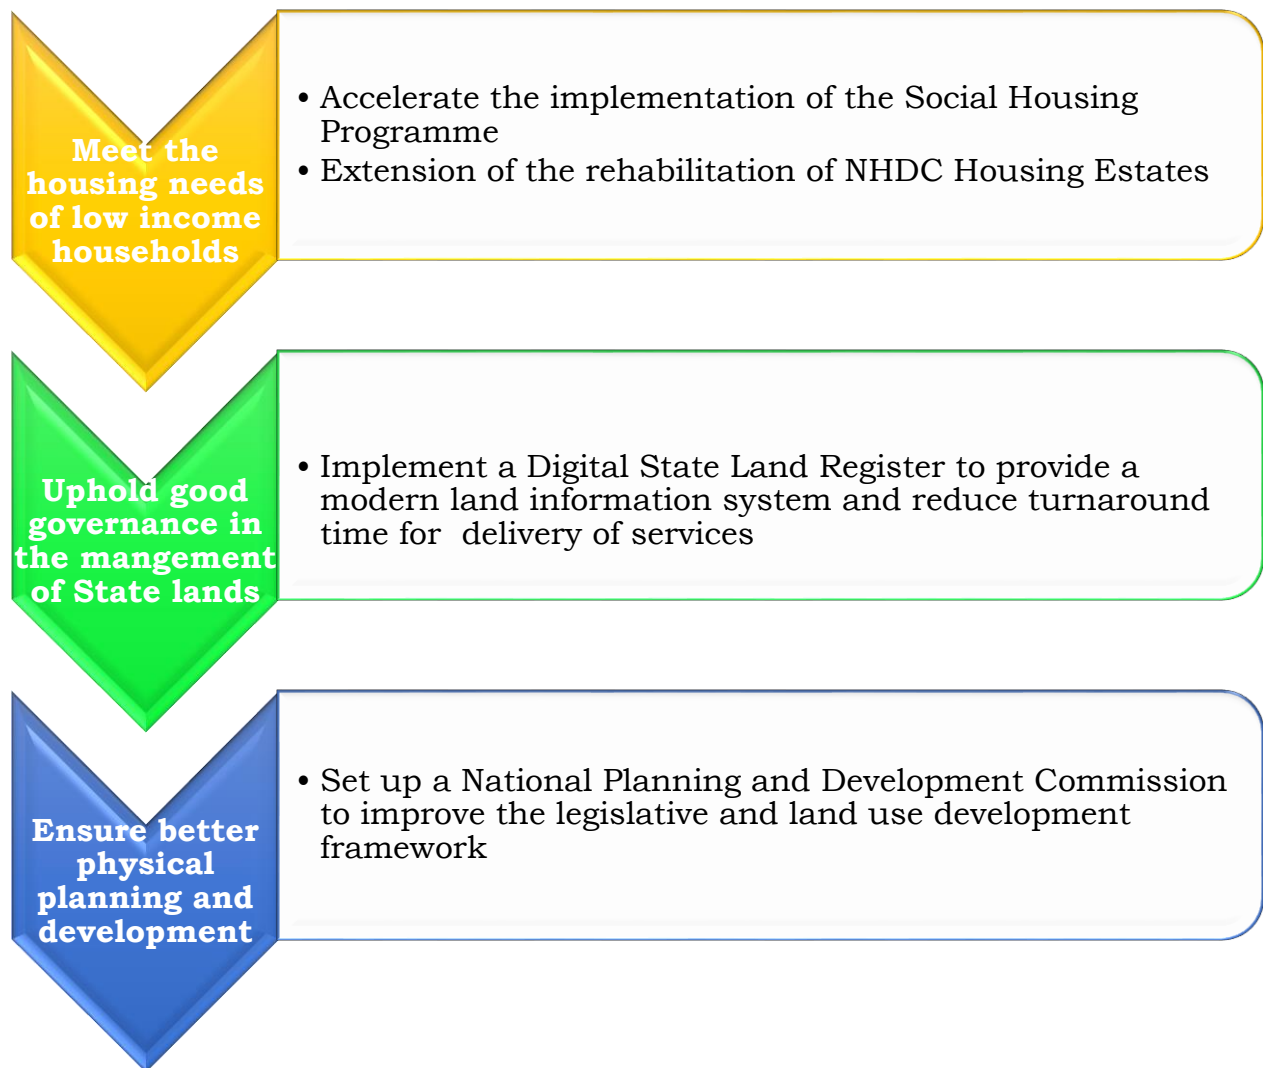 Meet the
housing needs
of low income
households
• Accelerate the implementation of the Social Housing
Programme
• Extension of the rehabilitation of NHDC Housing Estates
Uphold good
governance in
the mangement
of State lands
• Implement a Digital State Land Register to provide a
modern land information system and reduce turnaround
time for  delivery of services
Ensure better
physical
planning and
development
• Set up a National Planning and Development Commission
to improve the legislative and land use development
framework